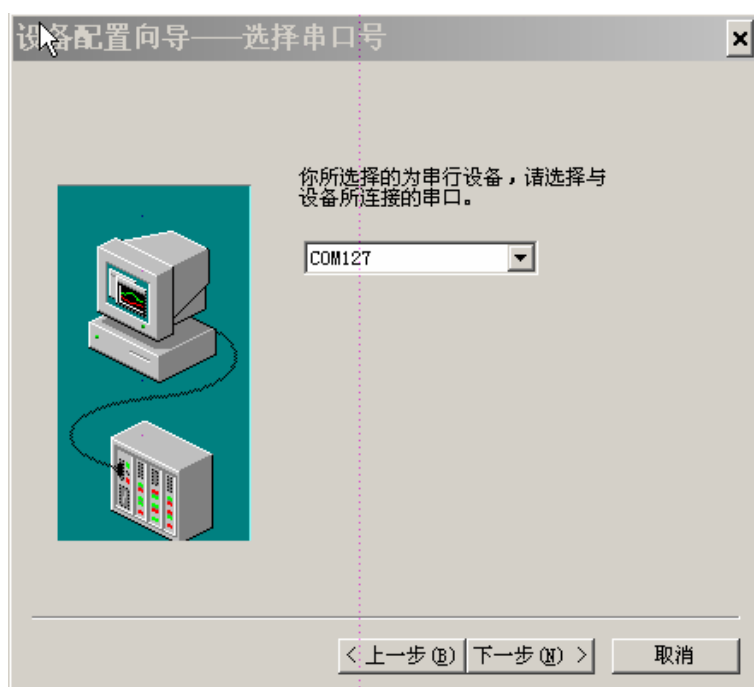 设备配置向导——选择串口号
你所选择的为串行设备，请选择与
设备所连接的串口。
COM127
< 上一步(B) 下一步(N) > 取消